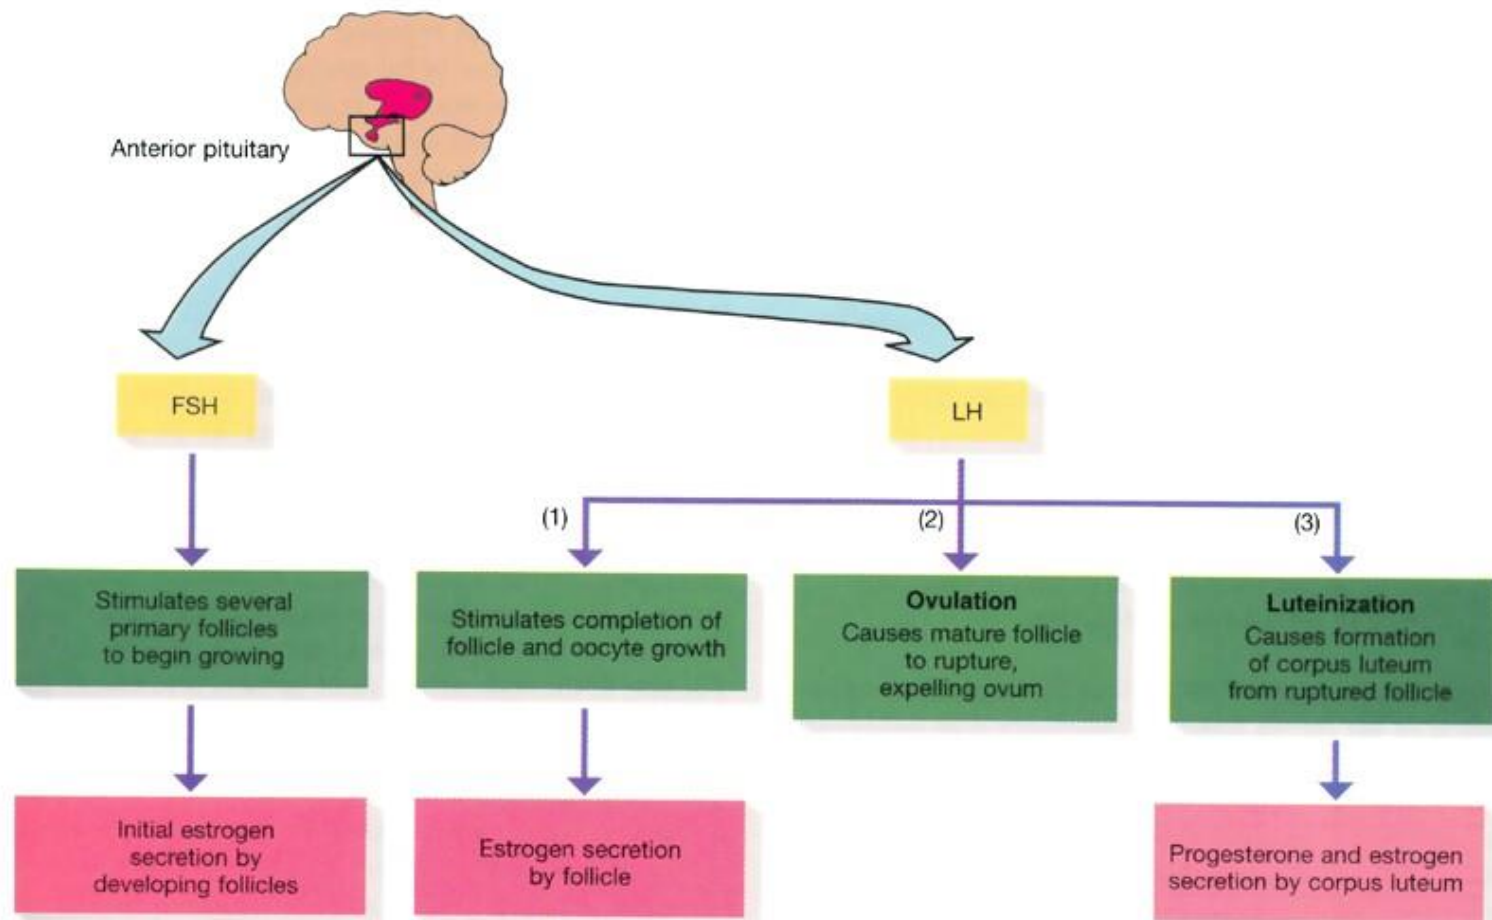 Anterior pituitary
FSH
LH
(1)
(2)
(3)
Stimulates several
primary follicles
to begin growing
Stimulates completion of
follicle and oocyte growth
Ovulation
Causes mature follicle
to rupture,
expelling ovum
Luteinization
Causes formation
of corpus luteum
from ruptured follicle
Initial estrogen
secretion by
developing follicles
Estrogen secretion
by follicle
Progesterone and estrogen
secretion by corpus luteum